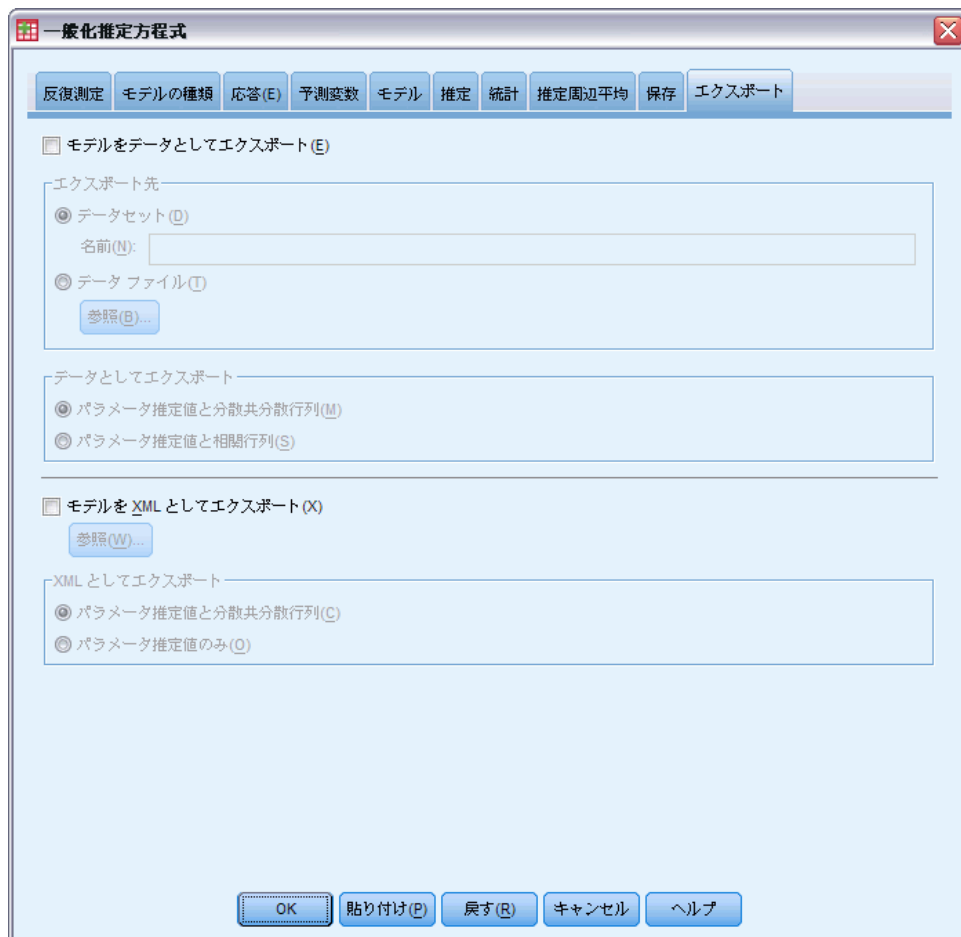 一般化推定方程式
反復測定 モデルの種類 応答(E) 予測変数 モデル 推定 統計 推定周辺平均 保存 エクスポート
モデルをデータとしてエクスポート(E)
エクスポート先
データセット(D)
名前(N):
データ ファイル(T)
参照(B)...
データとしてエクスポート
パラメータ推定値と分散共分散行列(M)
パラメータ推定値と相関行列(S)
モデルを XML としてエクスポート(X)
参照(W)...
XML としてエクスポート
パラメータ推定値と分散共分散行列(C)
パラメータ推定値のみ(O)
OK 貼り付け(P) 戻す(R) キャンセル ヘルプ